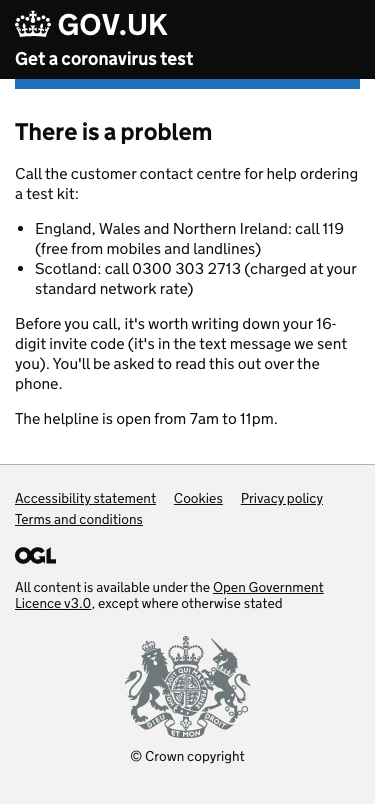 GOV.UK
Get a coronavirus test
There is a problem
Call the customer contact centre for help ordering
a test kit:
• England, Wales and Northern Ireland: call 119
(free from mobiles and landlines)
• Scotland: call 0300 303 2713 (charged at your
standard network rate)
Before you call, it's worth writing down your 16-
digit invite code (it's in the text message we sent
you). You'll be asked to read this out over the
phone.
The helpline is open from 7am to 11pm.
Accessibility statement Cookies Privacy policy
Terms and conditions
OGL
All content is available under the Open Government
Licence v3.0, except where otherwise stated
DIEU ET MON DROIT
© Crown copyright